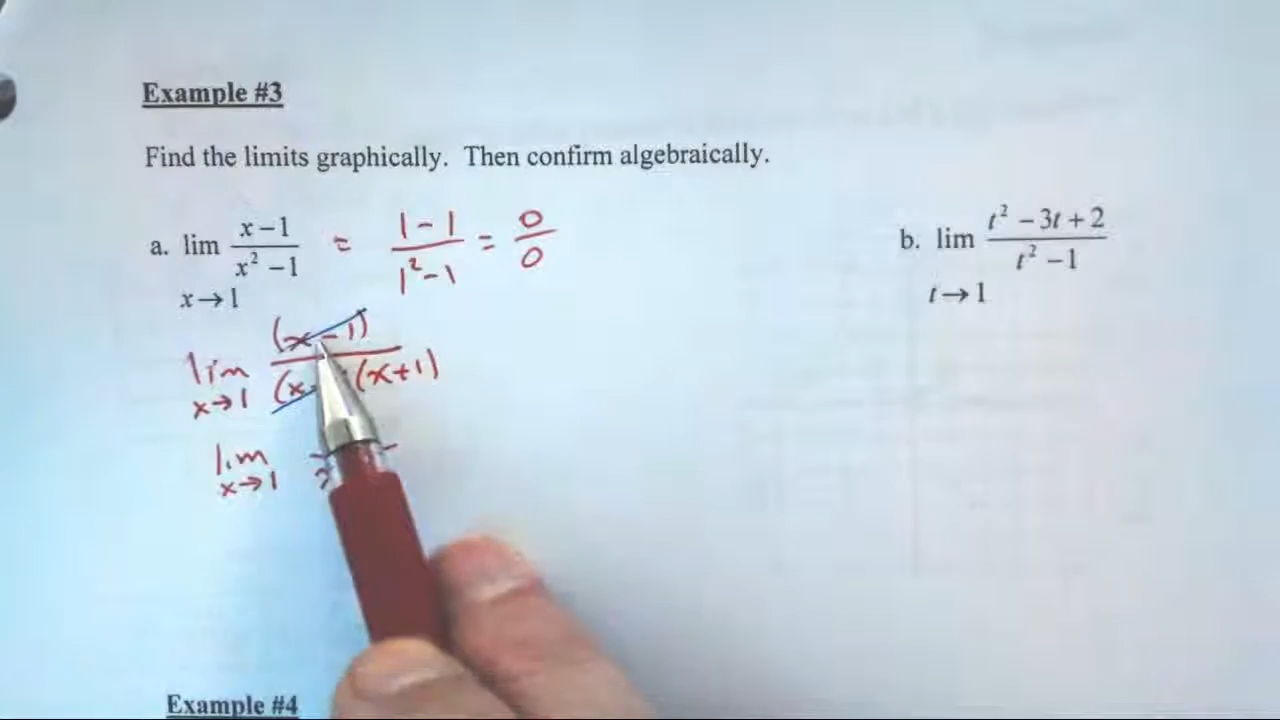 Example #3
Find the limits graphically. Then confirm algebraically.
a. lim (x-1)/(x² -1) = (1-1)/(1²-1) = 0/0
x→1
b. lim (t² -3t+2)/(t² -1)
t→1
lim (x-1)/(x (x+1)
x→1
lim
x→1
Example #4